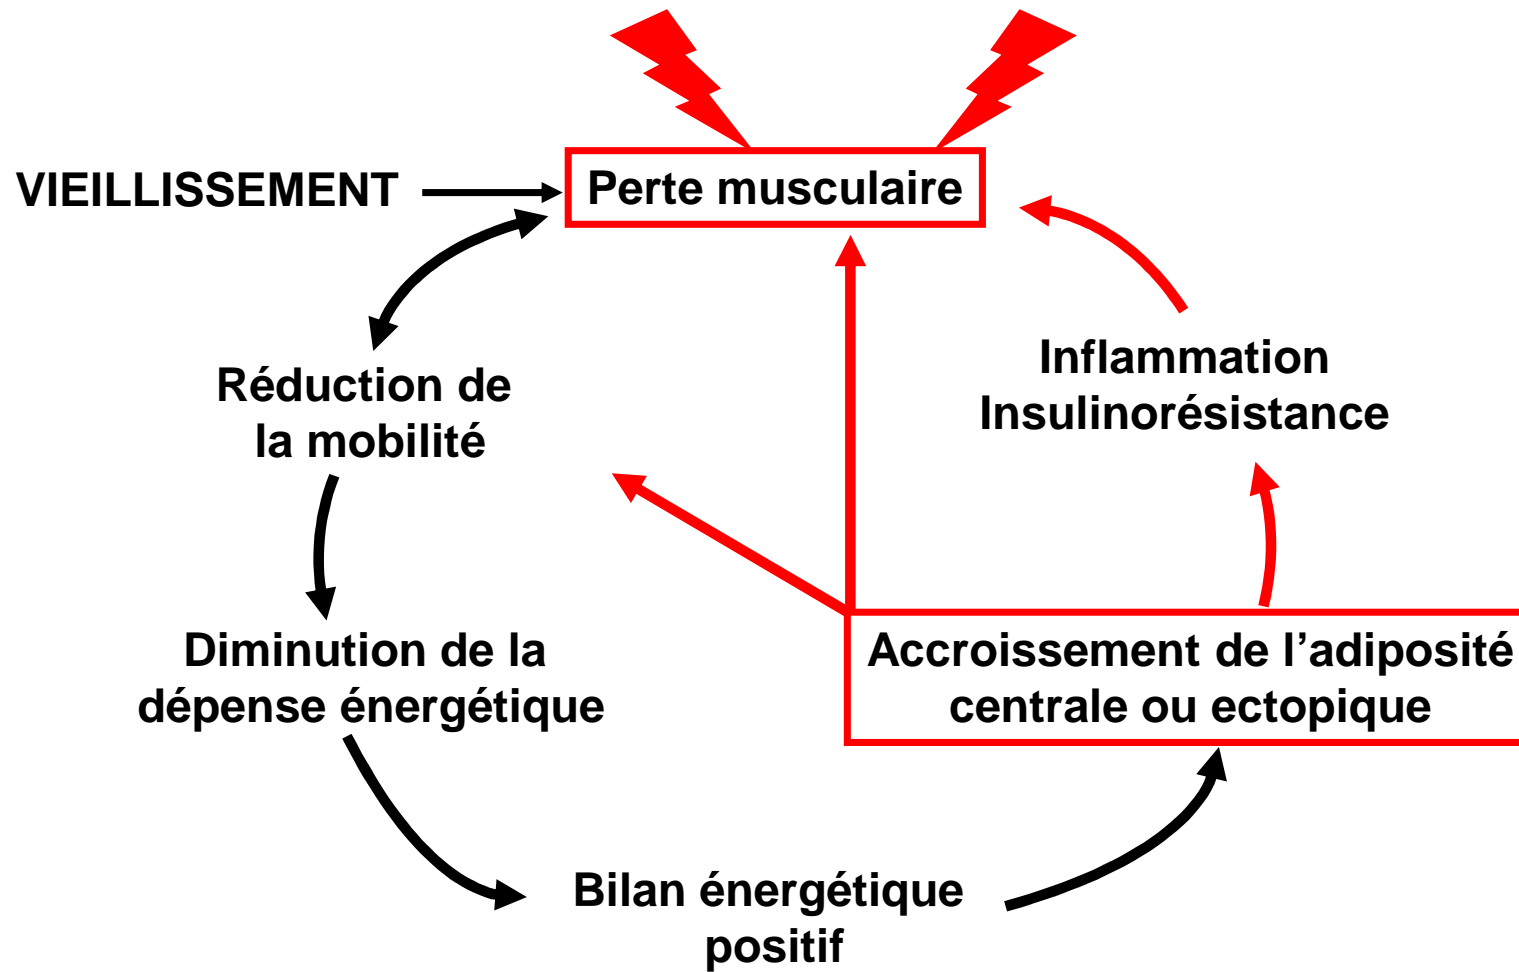 VIEILLISSEMENT
Perte musculaire
Réduction de
la mobilité
Inflammation
Insulinorésistance
Diminution de la
dépense énergétique
Accroissement de l’adiposité
centrale ou ectopique
Bilan énergétique
positif